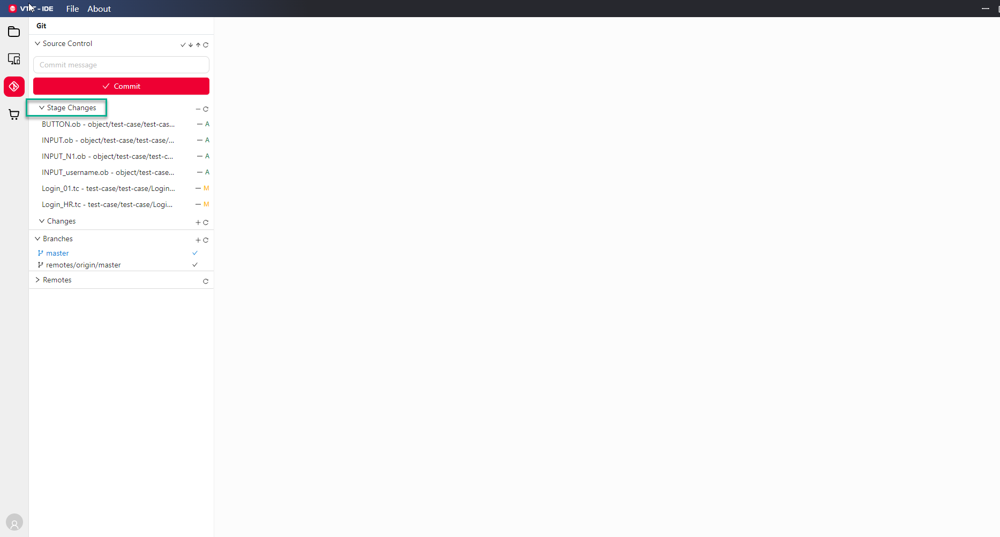 - IDE File About
Git
Source Control
Commit message
Commit
Stage Changes
BUTTON.ob - object/test-case/test-cas... A
INPUT.ob - object/test-case/test-case/... A
INPUT_N1.ob - object/test-case/test-c... A
INPUT_username.ob - object/test-case... A
Login_01.tc - test-case/test-case/Login... M
Login_HR.tc - test-case/test-case/Logi... M
Changes
Branches
master
remotes/origin/master
Remotes